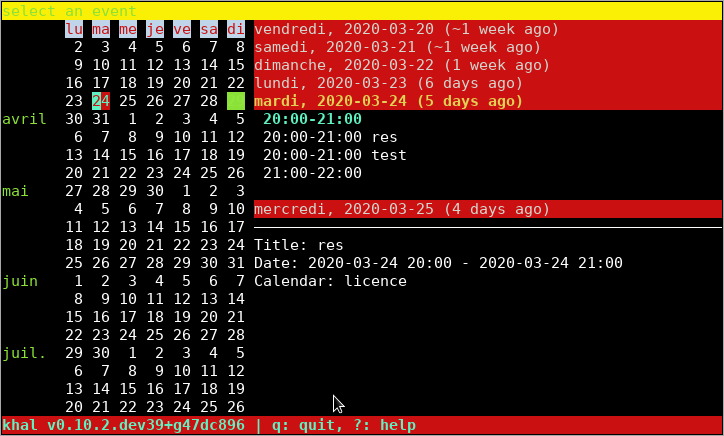 select an event
lu ma me je ve sa di vendredi, 2020-03-20 (~1 week ago)
2 3 4 5 6 7 8 samedi, 2020-03-21 (~1 week ago)
9 10 11 12 13 14 15 dimanche, 2020-03-22 (1 week ago)
16 17 18 19 20 21 22 lundi, 2020-03-23 (6 days ago)
23 24 25 26 27 28 mardi, 2020-03-24 (5 days ago)
avril 30 31 1 2 3 4 5 20:00-21:00
6 7 8 9 10 11 12 20:00-21:00 res
13 14 15 16 17 18 19 20:00-21:00 test
20 21 22 23 24 25 26 21:00-22:00
mai 27 28 29 30 1 2 3
4 5 6 7 8 9 10 mercredi, 2020-03-25 (4 days ago)
11 12 13 14 15 16 17
18 19 20 21 22 23 24 Title: res
25 26 27 28 29 30 31 Date: 2020-03-24 20:00 - 2020-03-24 21:00
juin 1 2 3 4 5 6 7 Calendar: licence
8 9 10 11 12 13 14
15 16 17 18 19 20 21
22 23 24 25 26 27 28
juil. 29 30 1 2 3 4 5
6 7 8 9 10 11 12
13 14 15 16 17 18 19
20 21 22 23 24 25 26
khal v0.10.2.dev39+g47dc896 | q: quit, ?: help